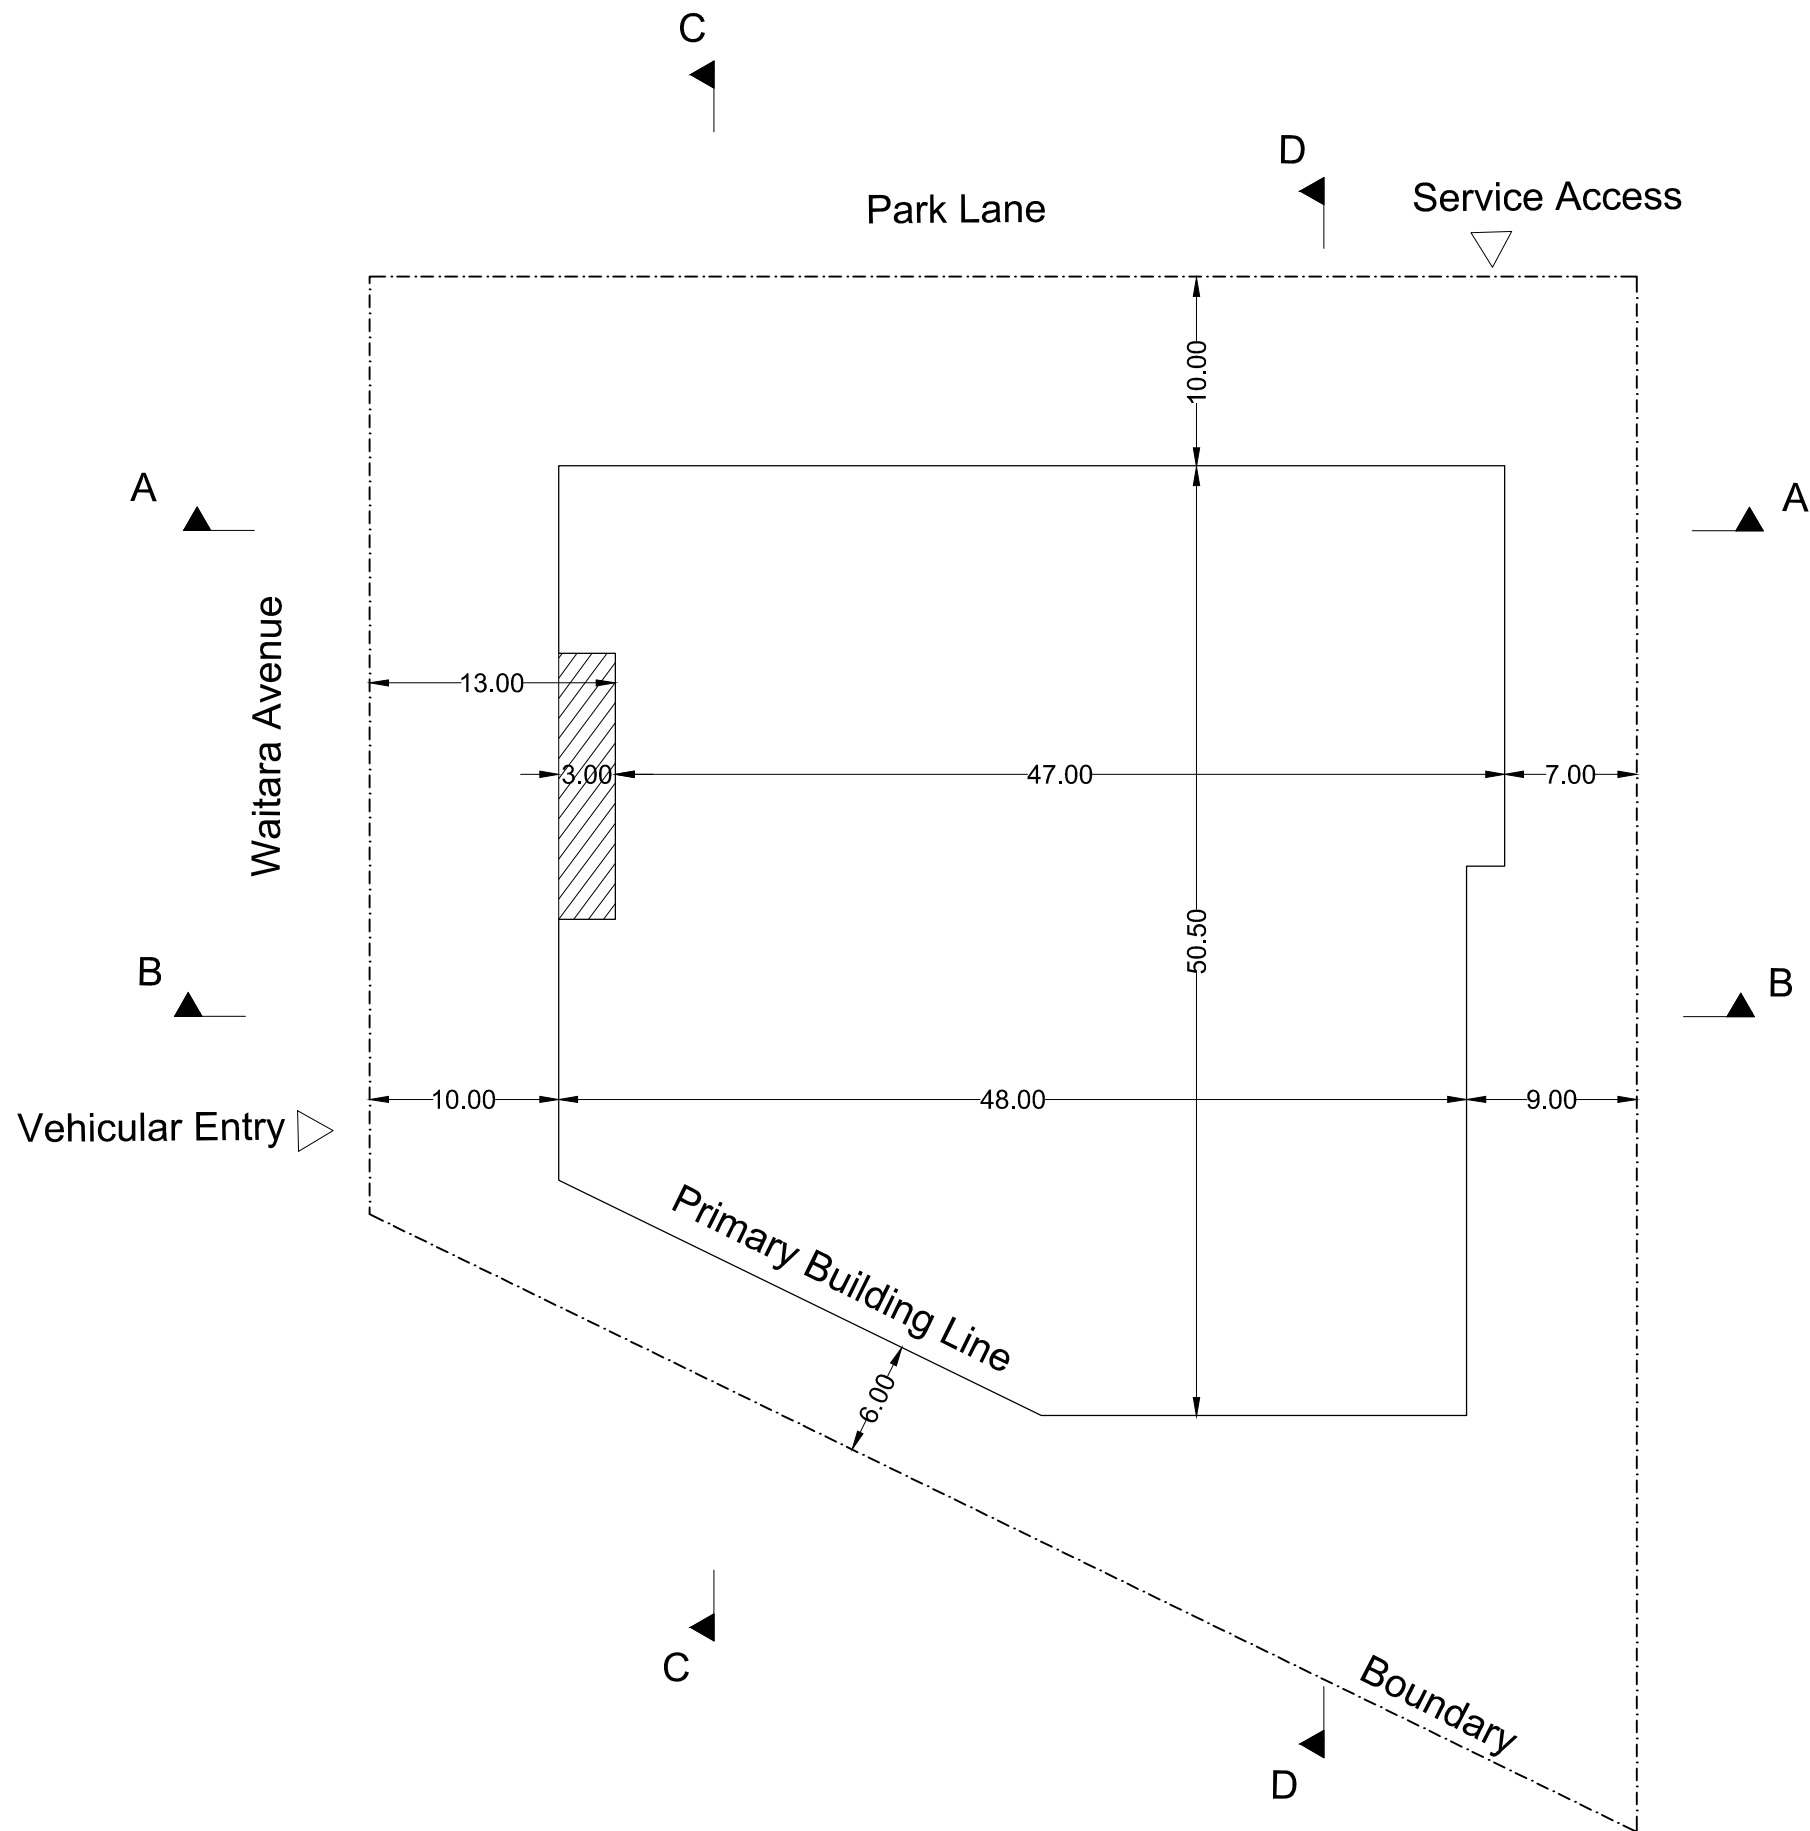 C
D
Park Lane
Service Access
10.00
A
A
Waitara Avenue
13.00
3.00
47.00
7.00
50.50
B
B
10.00
48.00
9.00
Vehicular Entry
Primary Building Line
6.00
C
Boundary
D